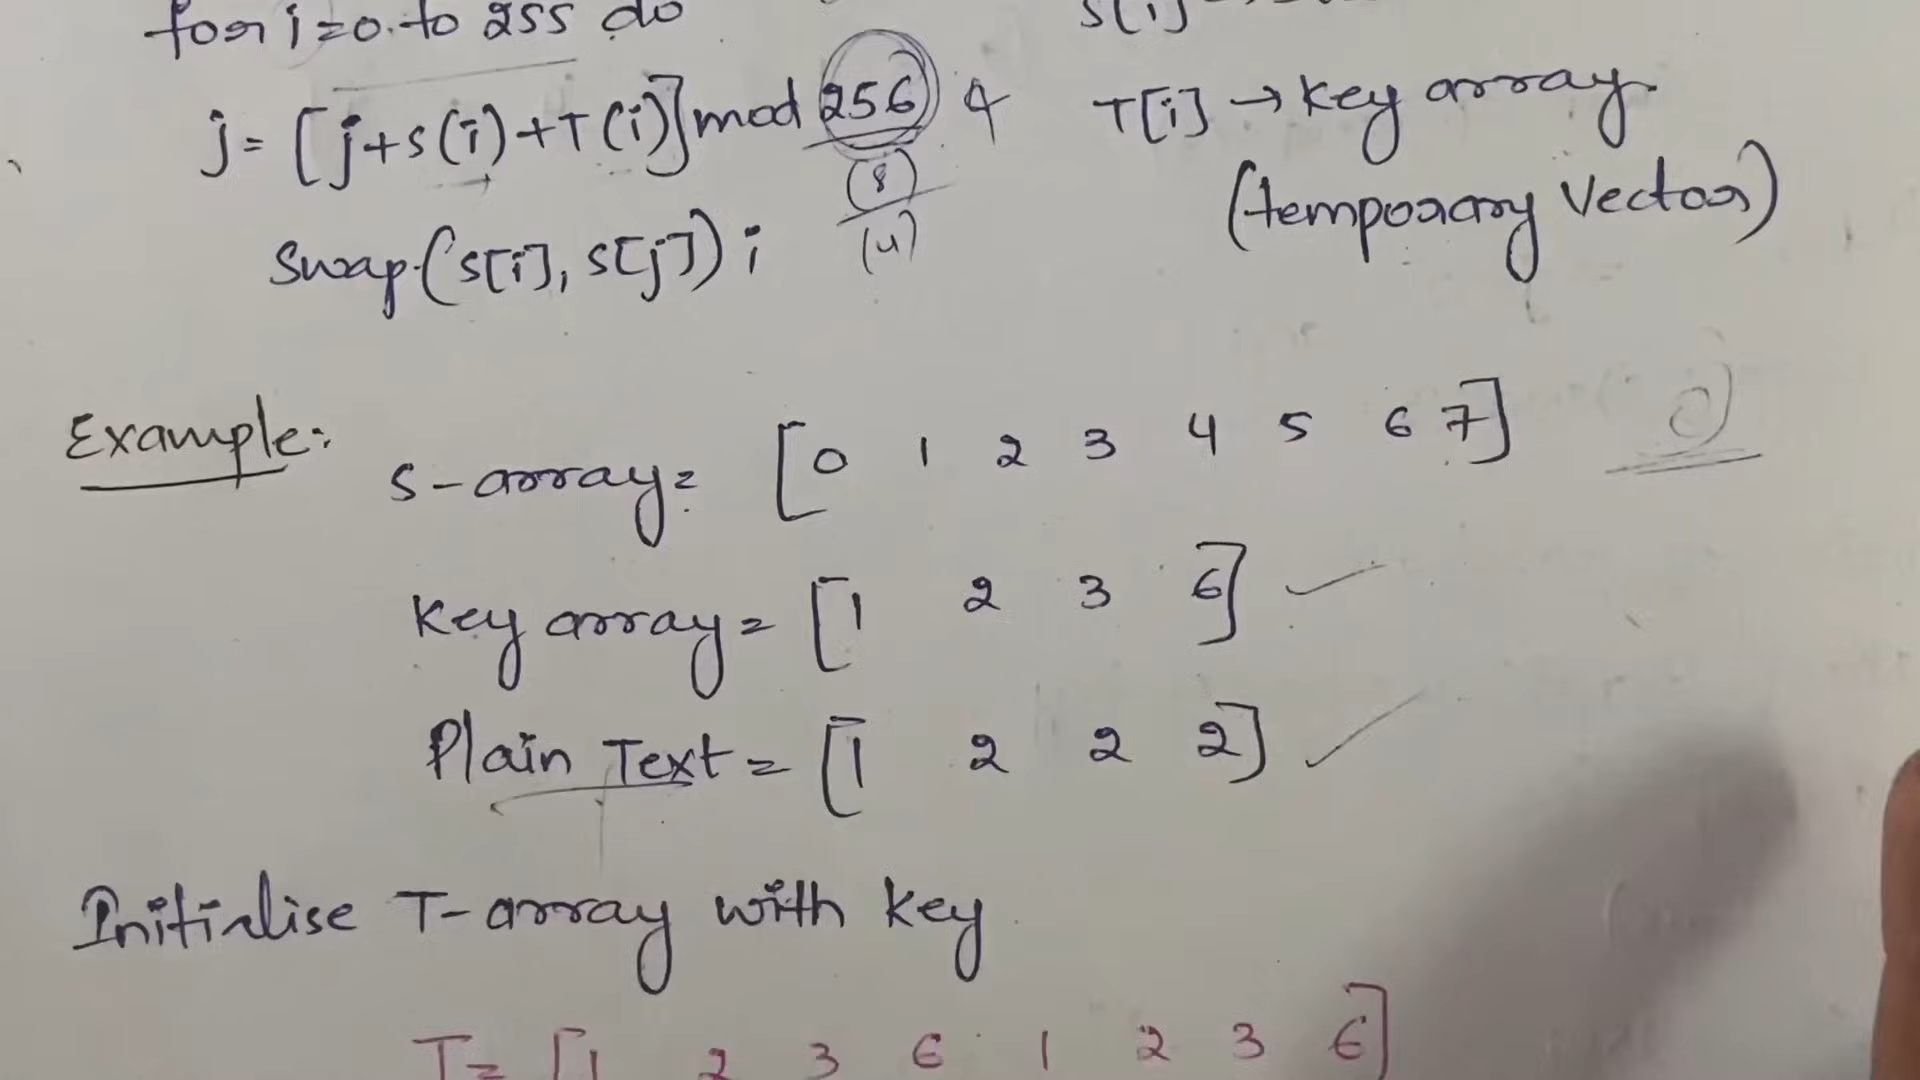 for i=0 to 255 do
j= [j+s(i)+T(i)] mod 256
(8)
(4)
Swap(s[i], s[j]);
s[i]
T[i] → key array
(temporary Vector)
Example:
s-array= [0 1 2 3 4 5 6 7]
key array= [1 2 3 6]
Plain Text= [1 2 2 2]
Initialise T-array with key
T= [1 2 3 6 1 2 3 6]